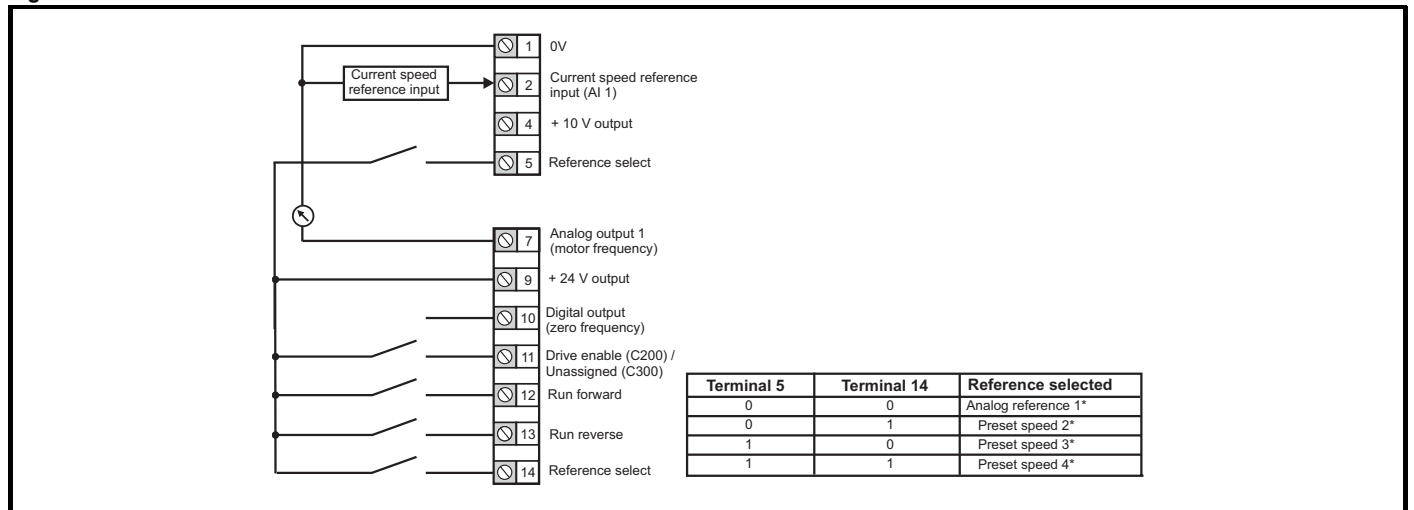 1 0V
Current speed
reference input
2 Current speed reference
input (AI 1)
4 + 10 V output
5 Reference select
7 Analog output 1
(motor frequency)
9 + 24 V output
10 Digital output
(zero frequency)
11 Drive enable (C200) /
Unassigned (C300)
12 Run forward
13 Run reverse
14 Reference select
Terminal 5 Terminal 14 Reference selected
0 0 Analog reference 1*
0 1 Preset speed 2*
1 0 Preset speed 3*
1 1 Preset speed 4*